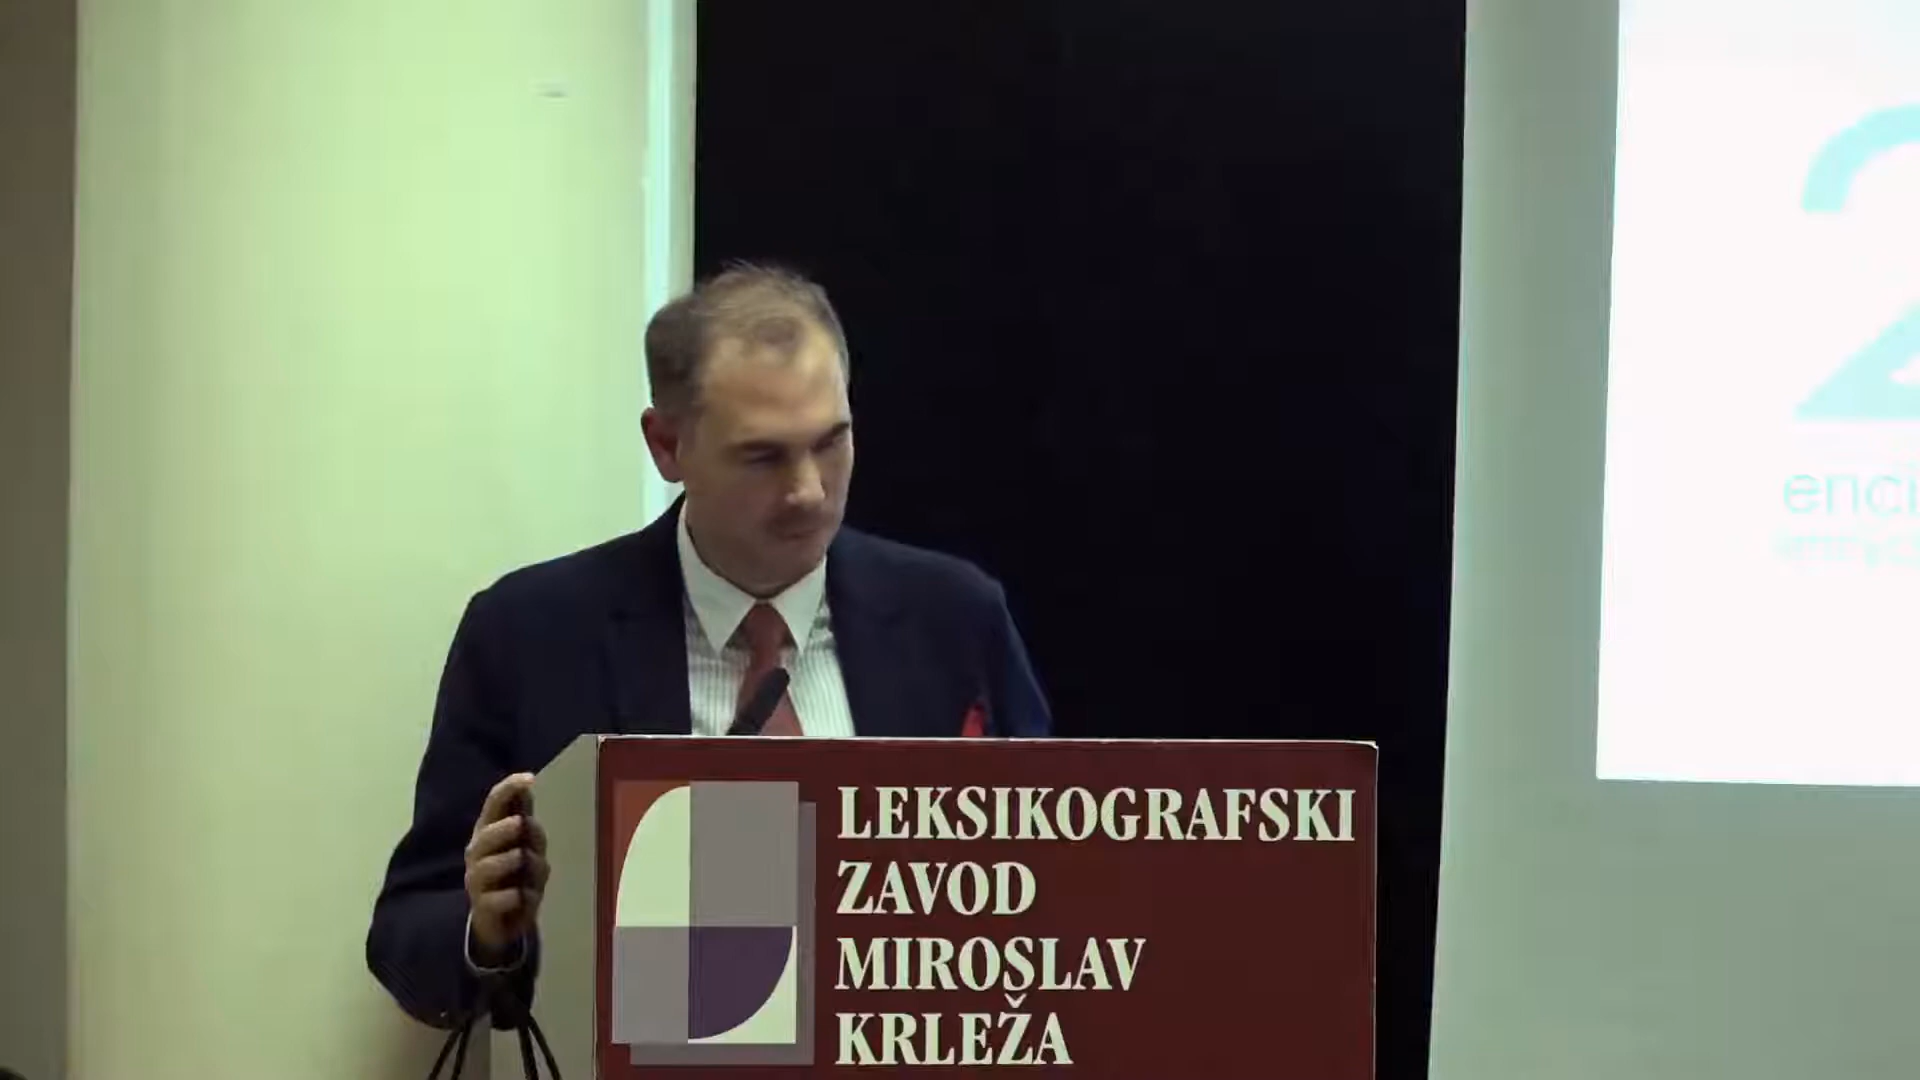 LEKSIKOGRAFSKI
ZAVOD
MIROSLAV
KRLEŽA
2
enci